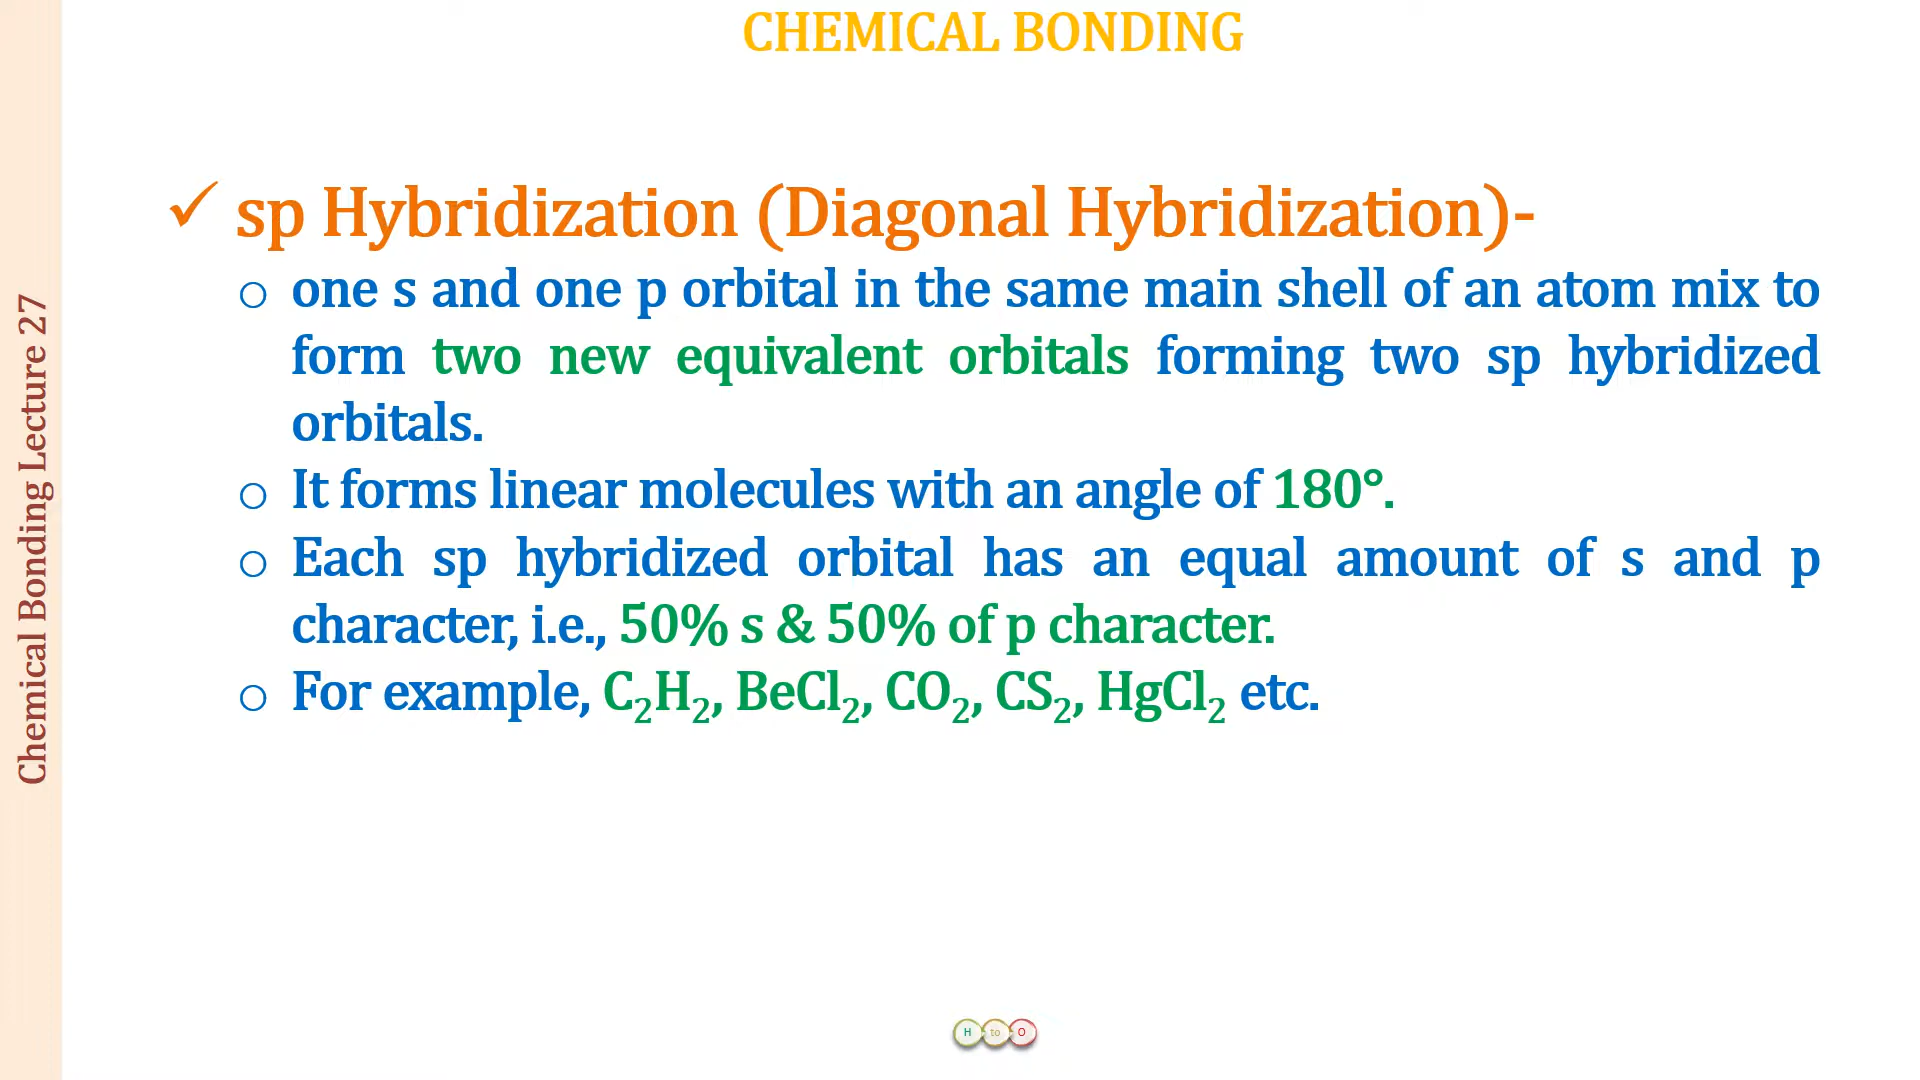 CHEMICAL BONDING
Chemical Bonding Lecture 27
✓ sp Hybridization (Diagonal Hybridization)-
o one s and one p orbital in the same main shell of an atom mix to
form two new equivalent orbitals forming two sp hybridized
orbitals.
o It forms linear molecules with an angle of 180°.
o Each sp hybridized orbital has an equal amount of s and p
character, i.e., 50% s & 50% of p character.
o For example, C₂H₂, BeCl₂, CO₂, CS₂, HgCl₂ etc.
H to O